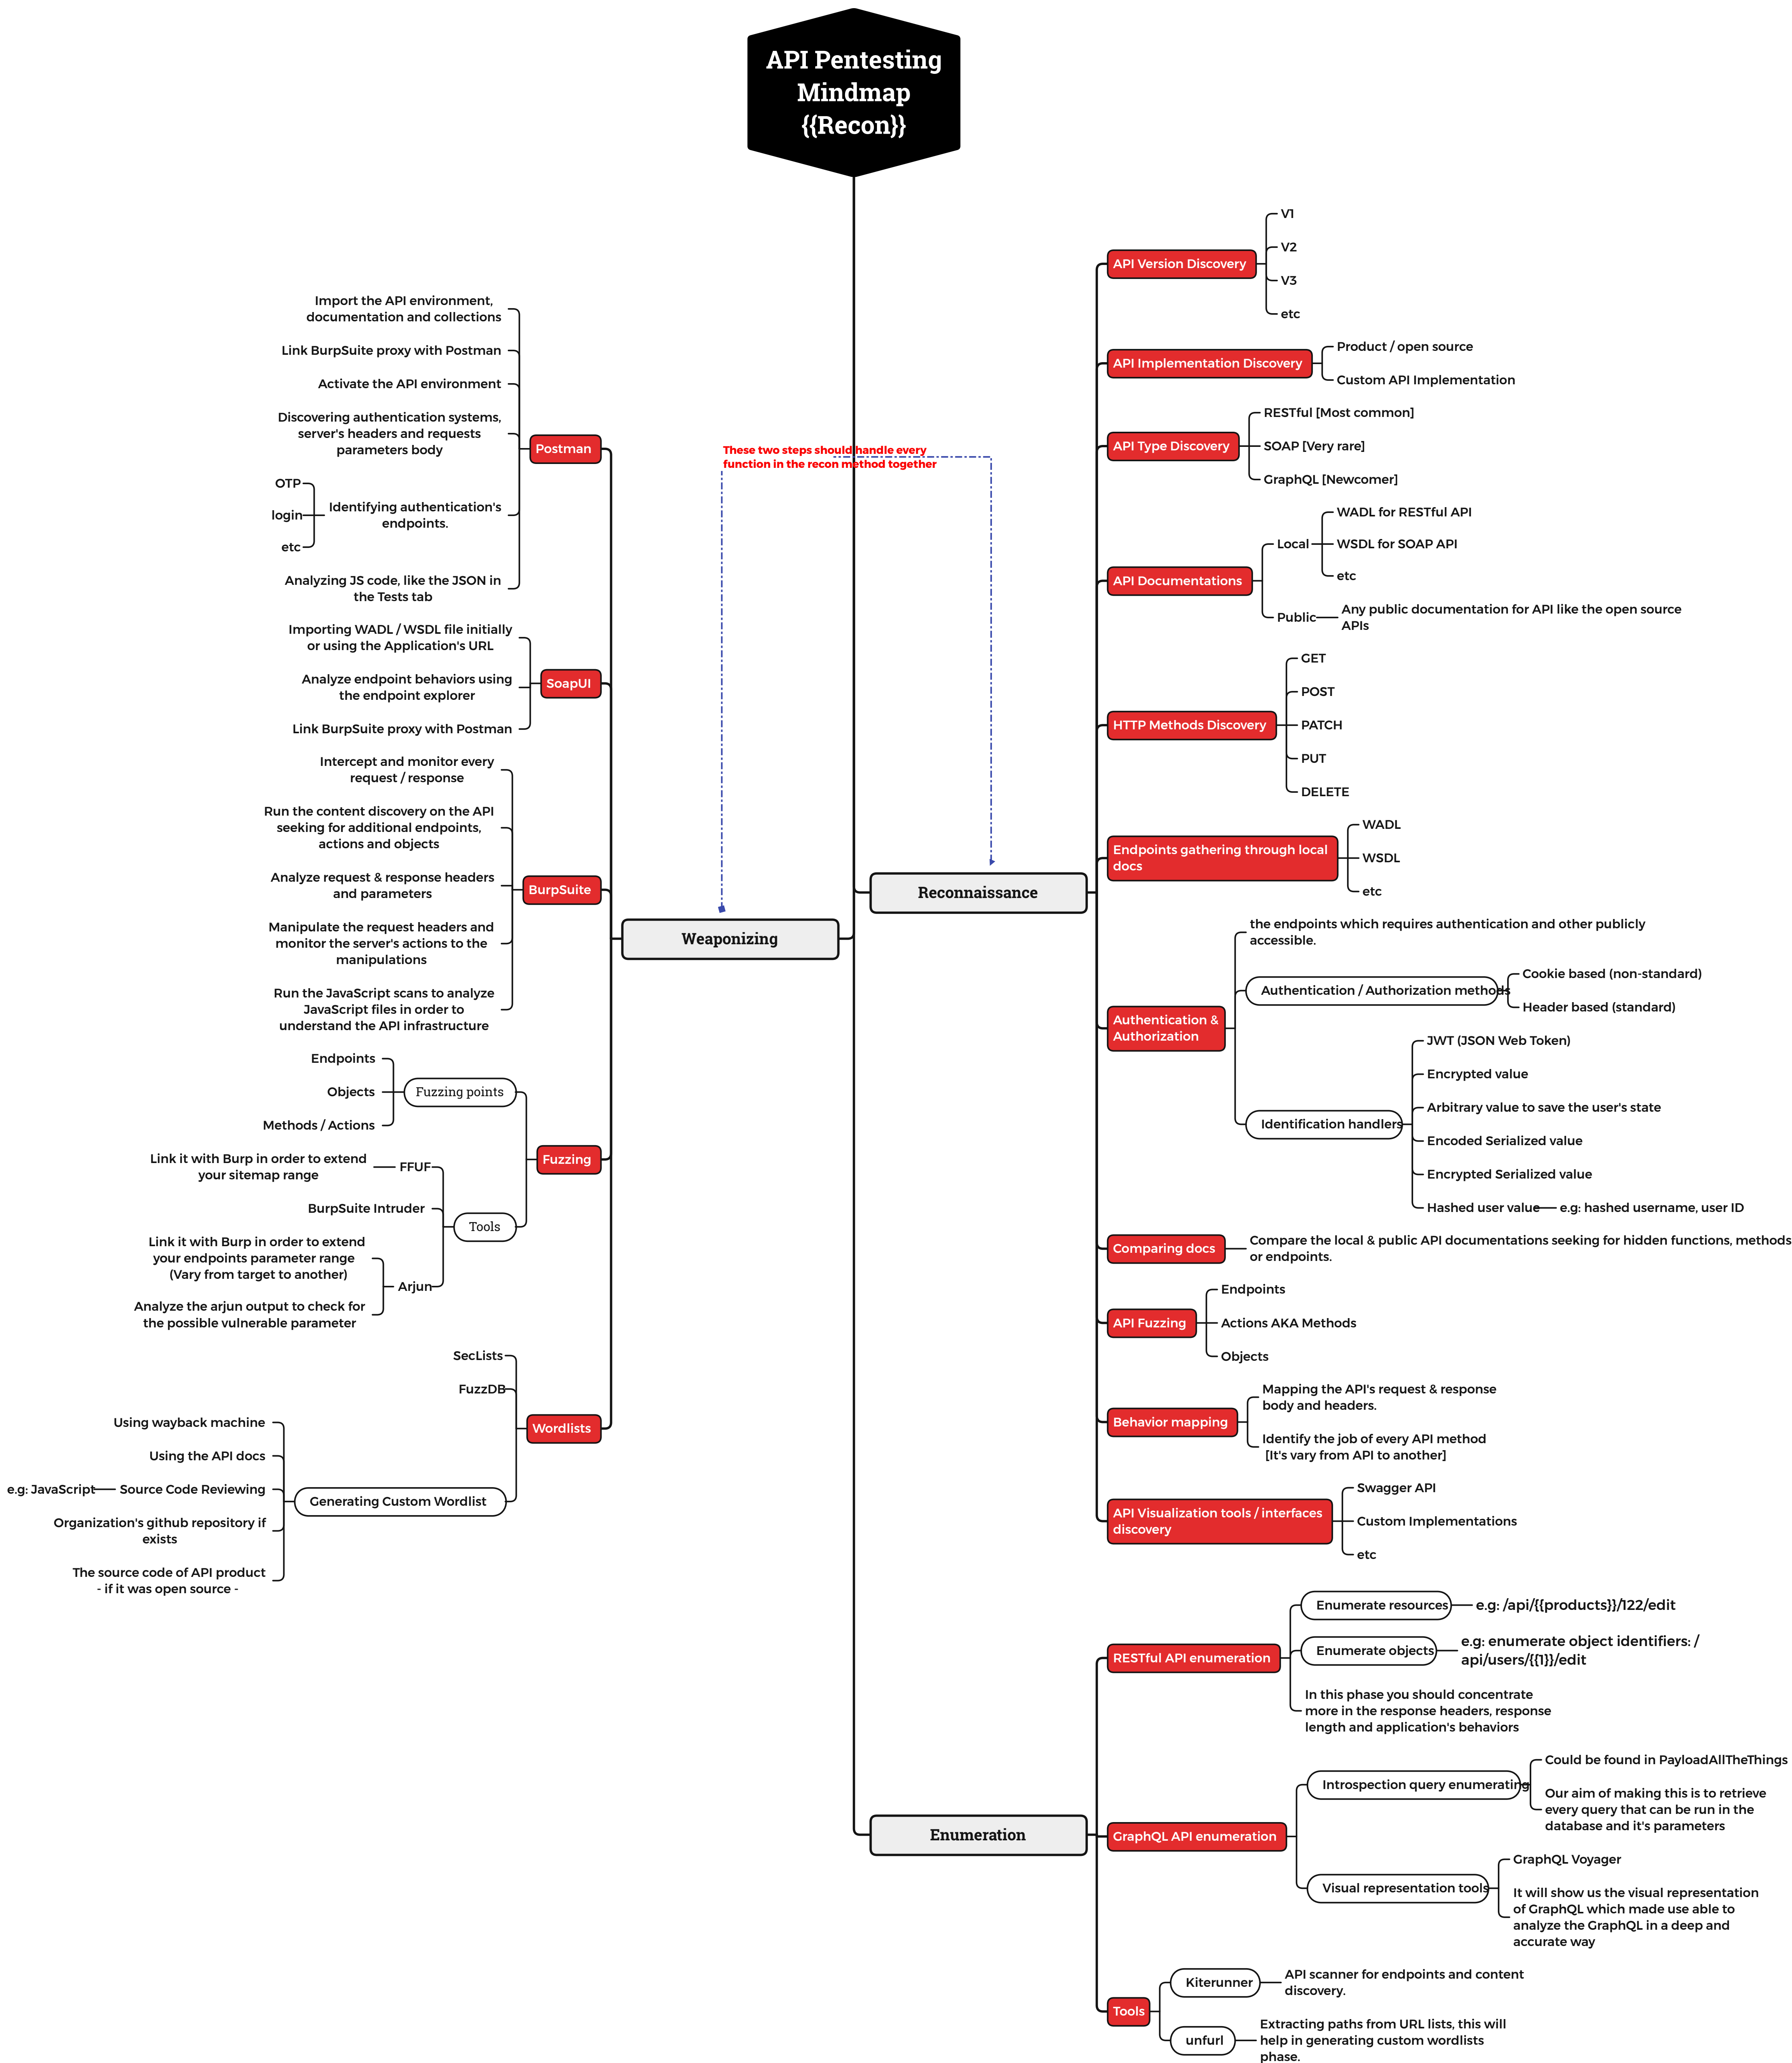 API Pentesting
Mindmap
{{Recon}}
These two steps should handle every
function in the recon method together
Weaponizing
Postman
Import the API environment,
documentation and collections
Link BurpSuite proxy with Postman
Activate the API environment
Discovering authentication systems,
server's headers and requests
parameters body
Identifying authentication's
endpoints.
OTP
login
etc
Analyzing JS code, like the JSON in
the Tests tab
SoapUI
Importing WADL / WSDL file initially
or using the Application's URL
Analyze endpoint behaviors using
the endpoint explorer
Link BurpSuite proxy with Postman
BurpSuite
Intercept and monitor every
request / response
Run the content discovery on the API
seeking for additional endpoints,
actions and objects
Analyze request & response headers
and parameters
Manipulate the request headers and
monitor the server's actions to the
manipulations
Run the JavaScript scans to analyze
JavaScript files in order to
understand the API infrastructure
Fuzzing
Fuzzing points
Endpoints
Objects
Methods / Actions
Tools
FFUF
Link it with Burp in order to extend
your sitemap range
BurpSuite Intruder
Arjun
Link it with Burp in order to extend
your endpoints parameter range
(Vary from target to another)
Analyze the arjun output to check for
the possible vulnerable parameter
Wordlists
SecLists
FuzzDB
Generating Custom Wordlist
Using wayback machine
Using the API docs
Source Code Reviewing
e.g: JavaScript
Organization's github repository if
exists
The source code of API product
- if it was open source -
Reconnaissance
API Version Discovery
V1
V2
V3
etc
API Implementation Discovery
Product / open source
Custom API Implementation
API Type Discovery
RESTful [Most common]
SOAP [Very rare]
GraphQL [Newcomer]
API Documentations
Local
WADL for RESTful API
WSDL for SOAP API
etc
Public
Any public documentation for API like the open source
APIs
HTTP Methods Discovery
GET
POST
PATCH
PUT
DELETE
Endpoints gathering through local
docs
WADL
WSDL
etc
Authentication &
Authorization
the endpoints which requires authentication and other publicly
accessible.
Authentication / Authorization methods
Cookie based (non-standard)
Header based (standard)
Identification handlers
JWT (JSON Web Token)
Encrypted value
Arbitrary value to save the user's state
Encoded Serialized value
Encrypted Serialized value
Hashed user value
e.g: hashed username, user ID
Comparing docs
Compare the local & public API documentations seeking for hidden functions, methods
or endpoints.
API Fuzzing
Endpoints
Actions AKA Methods
Objects
Behavior mapping
Mapping the API's request & response
body and headers.
Identify the job of every API method
[It's vary from API to another]
API Visualization tools / interfaces
discovery
Swagger API
Custom Implementations
etc
Enumeration
RESTful API enumeration
Enumerate resources
e.g: /api/{{products}}/122/edit
Enumerate objects
e.g: enumerate object identifiers: /
api/users/{{1}}/edit
In this phase you should concentrate
more in the response headers, response
length and application's behaviors
GraphQL API enumeration
Introspection query enumerating
Could be found in PayloadAllTheThings
Our aim of making this is to retrieve
every query that can be run in the
database and it's parameters
Visual representation tools
GraphQL Voyager
It will show us the visual representation
of GraphQL which made use able to
analyze the GraphQL in a deep and
accurate way
Tools
Kiterunner
API scanner for endpoints and content
discovery.
unfurl
Extracting paths from URL lists, this will
help in generating custom wordlists
phase.